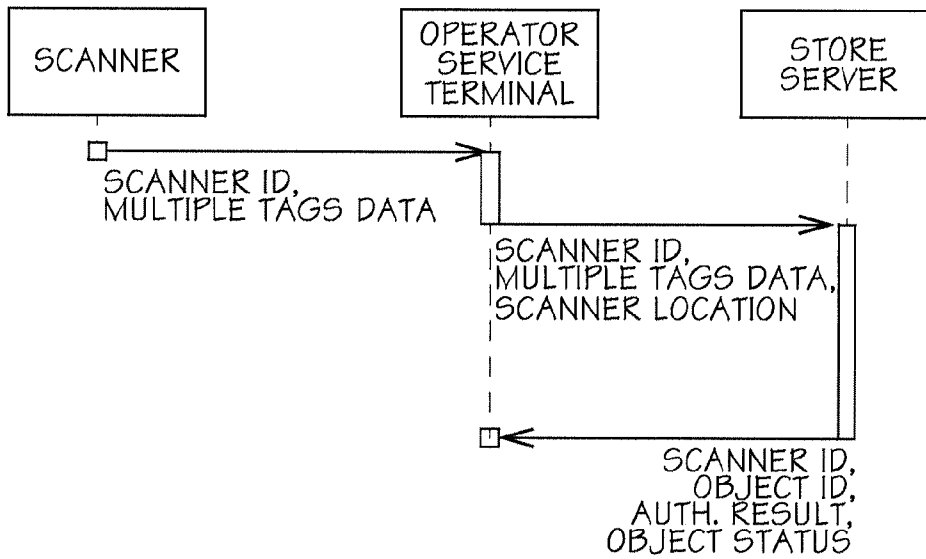 SCANNER
OPERATOR
SERVICE
TERMINAL
STORE
SERVER
SCANNER ID,
MULTIPLE TAGS DATA
SCANNER ID,
MULTIPLE TAGS DATA,
SCANNER LOCATION
SCANNER ID,
OBJECT ID,
AUTH. RESULT,
OBJECT STATUS